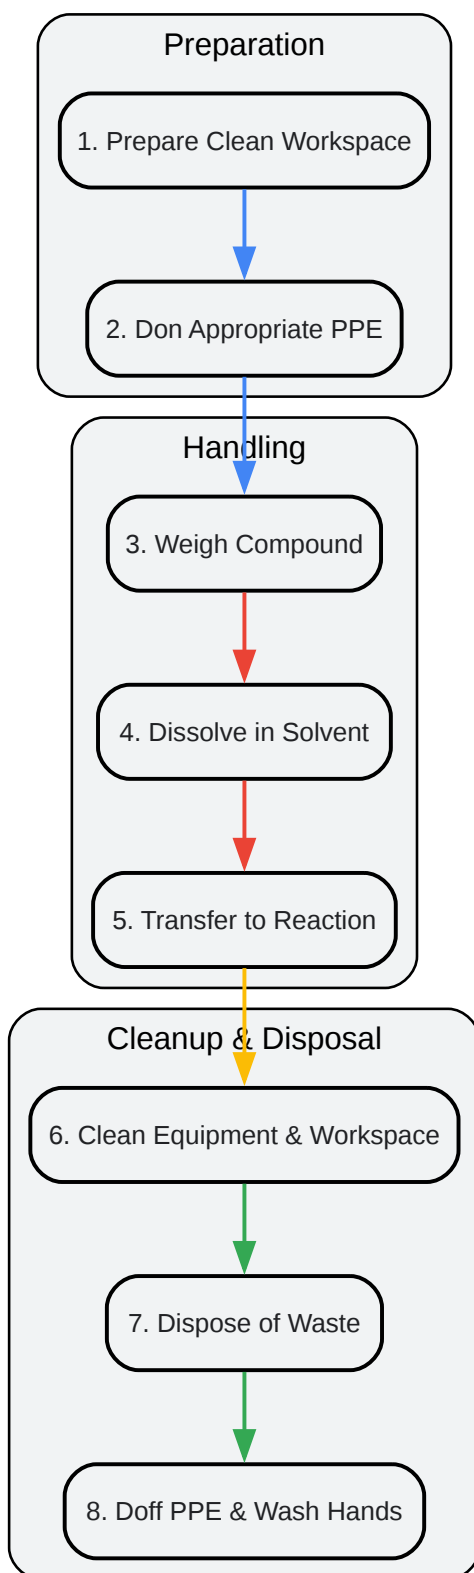 Preparation
1. Prepare Clean Workspace
2. Don Appropriate PPE
Handling
3. Weigh Compound
4. Dissolve in Solvent
5. Transfer to Reaction
Cleanup & Disposal
6. Clean Equipment & Workspace
7. Dispose of Waste
8. Doff PPE & Wash Hands